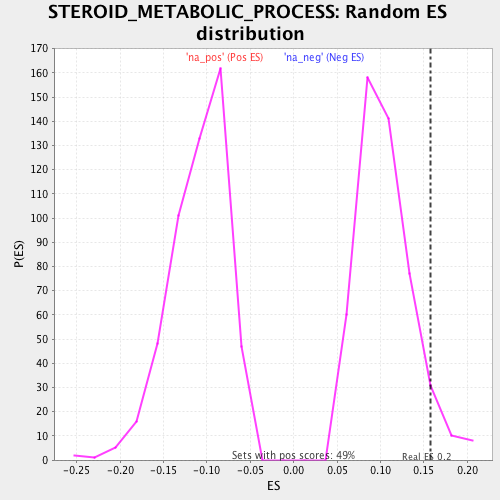 STEROID_METABOLIC_PROCESS: Random ES
distribution
'na_pos' (Pos ES) 'na_neg' (Neg ES)
P(ES)
170
160
150
140
130
120
110
100
90
80
70
60
50
40
30
20
10
0
Sets with pos scores: 49%
Real ES 0.2
-0.25 -0.20 -0.15 -0.10 -0.05 0.00 0.05 0.10 0.15 0.20
ES